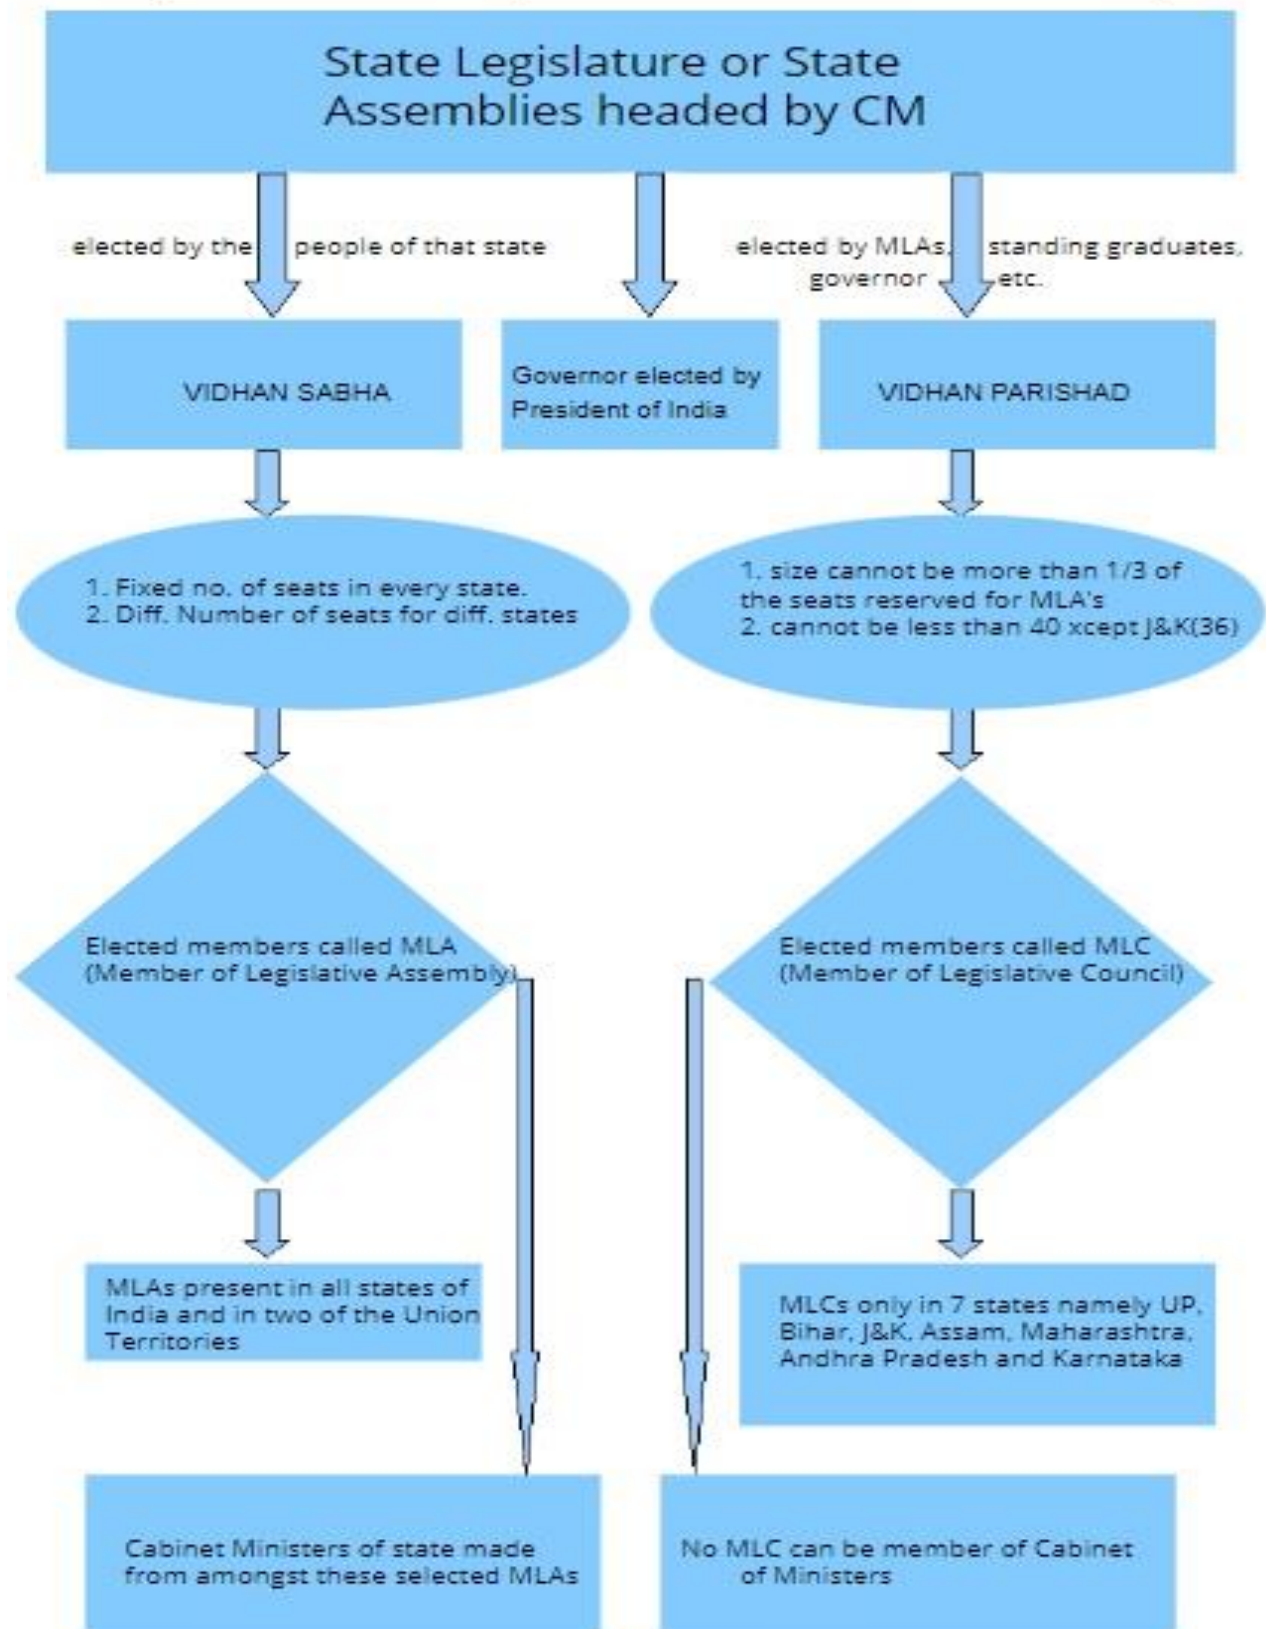 State Legislature or State
Assemblies headed by CM
elected by the people of that state
elected by MLAs, standing graduates,
governor etc.
VIDHAN SABHA
Governor elected by
President of India
VIDHAN PARISHAD
1. Fixed no. of seats in every state.
2. Diff. Number of seats for diff. states
1. size cannot be more than 1/3 of
the seats reserved for MLA's
2. cannot be less than 40 xcept J&K(36)
Elected members called MLA
(Member of Legislative Assembly)
Elected members called MLC
(Member of Legislative Council)
MLAs present in all states of
India and in two of the Union
Territories
MLCs only in 7 states namely UP,
Bihar, J&K, Assam, Maharashtra,
Andhra Pradesh and Karnataka
Cabinet Ministers of state made
from amongst these selected MLAs
No MLC can be member of Cabinet
of Ministers